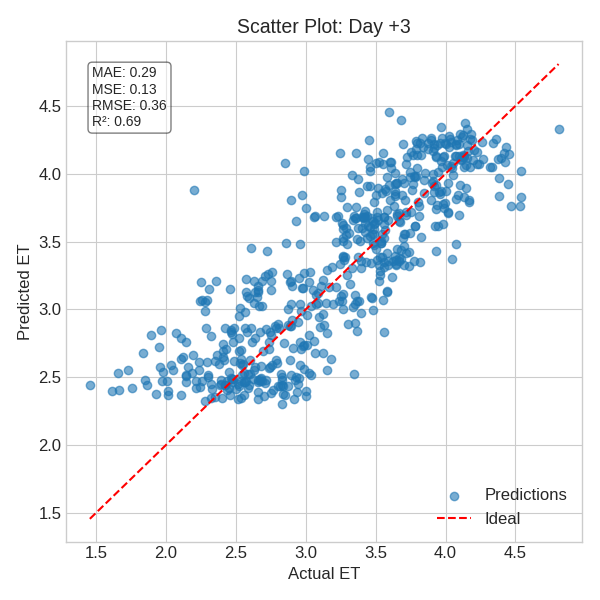 Scatter Plot: Day +3
MAE: 0.29
MSE: 0.13
RMSE: 0.36
R²: 0.69
4.5
4.0
3.5
3.0
2.5
2.0
1.5
Predicted ET
Predictions
Ideal
1.5 2.0 2.5 3.0 3.5 4.0 4.5
Actual ET